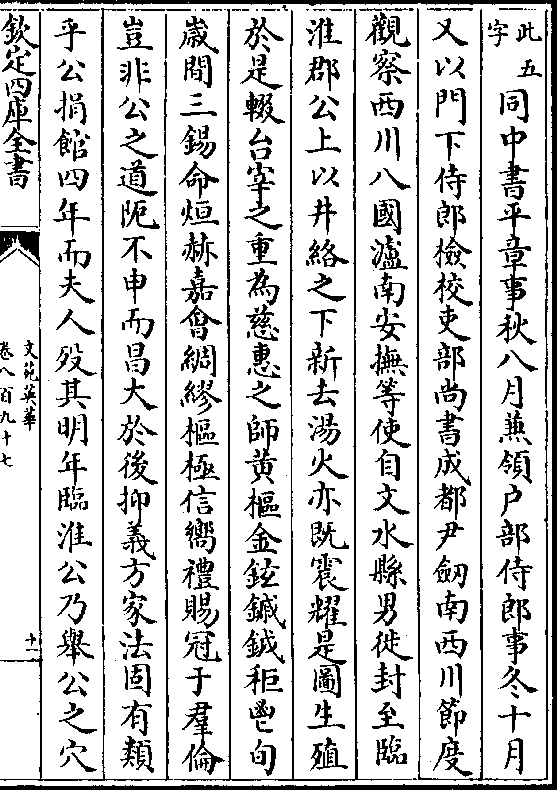 此五字同中書平章事秋八月兼領户部侍郎事冬十月
又以門下侍郎檢校吏部尚書成都尹劒南西川節度
觀察西川八國瀘南安撫等使自文水縣男徙封至臨
淮郡公上以井絡之下新去湯火亦既震耀是圖生殖
於是輟台宰之重為慈惠之師黄樞金鉉鏚鉞秬鬯旬
嵗間三錫命烜赫嘉㑹綢繆樞極信嚮禮賜冠于羣倫
豈非公之道阨不申而昌大於後抑義方家法固有類
乎公捐館四年而夫人殁其明年臨淮公乃舉公之穴
欽定四庫全書
文苑英華
卷八百九十七
十一